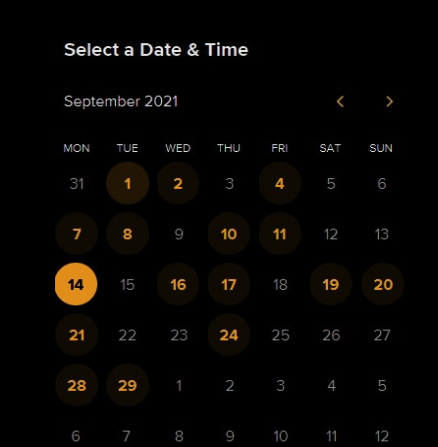 Select a Date & Time
September 2021
MON TUE WED THU FRI SAT SUN
31 1 2 3 4 5 6
7 8 9 10 11 12 13
14 15 16 17 18 19 20
21 22 23 24 25 26 27
28 29 1 2 3 4 5
6 7 8 9 10 11 12